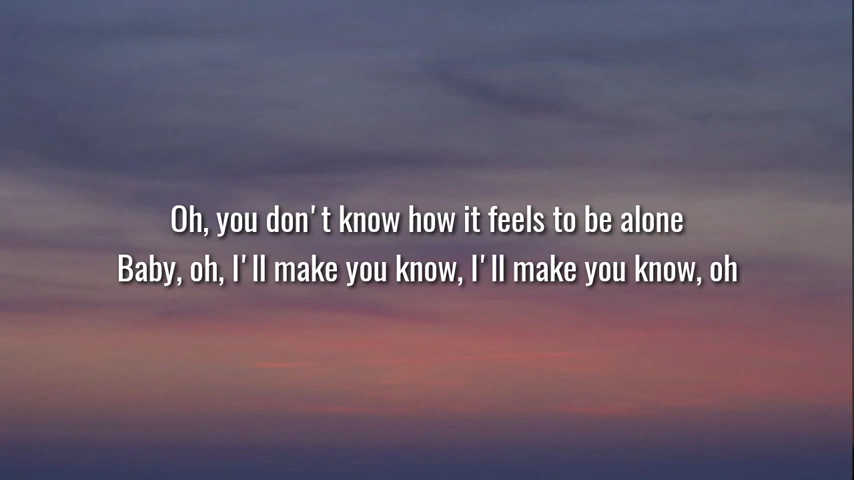 Oh, you don't know how it feels to be alone
Baby, oh, I'll make you know, I'll make you know, oh